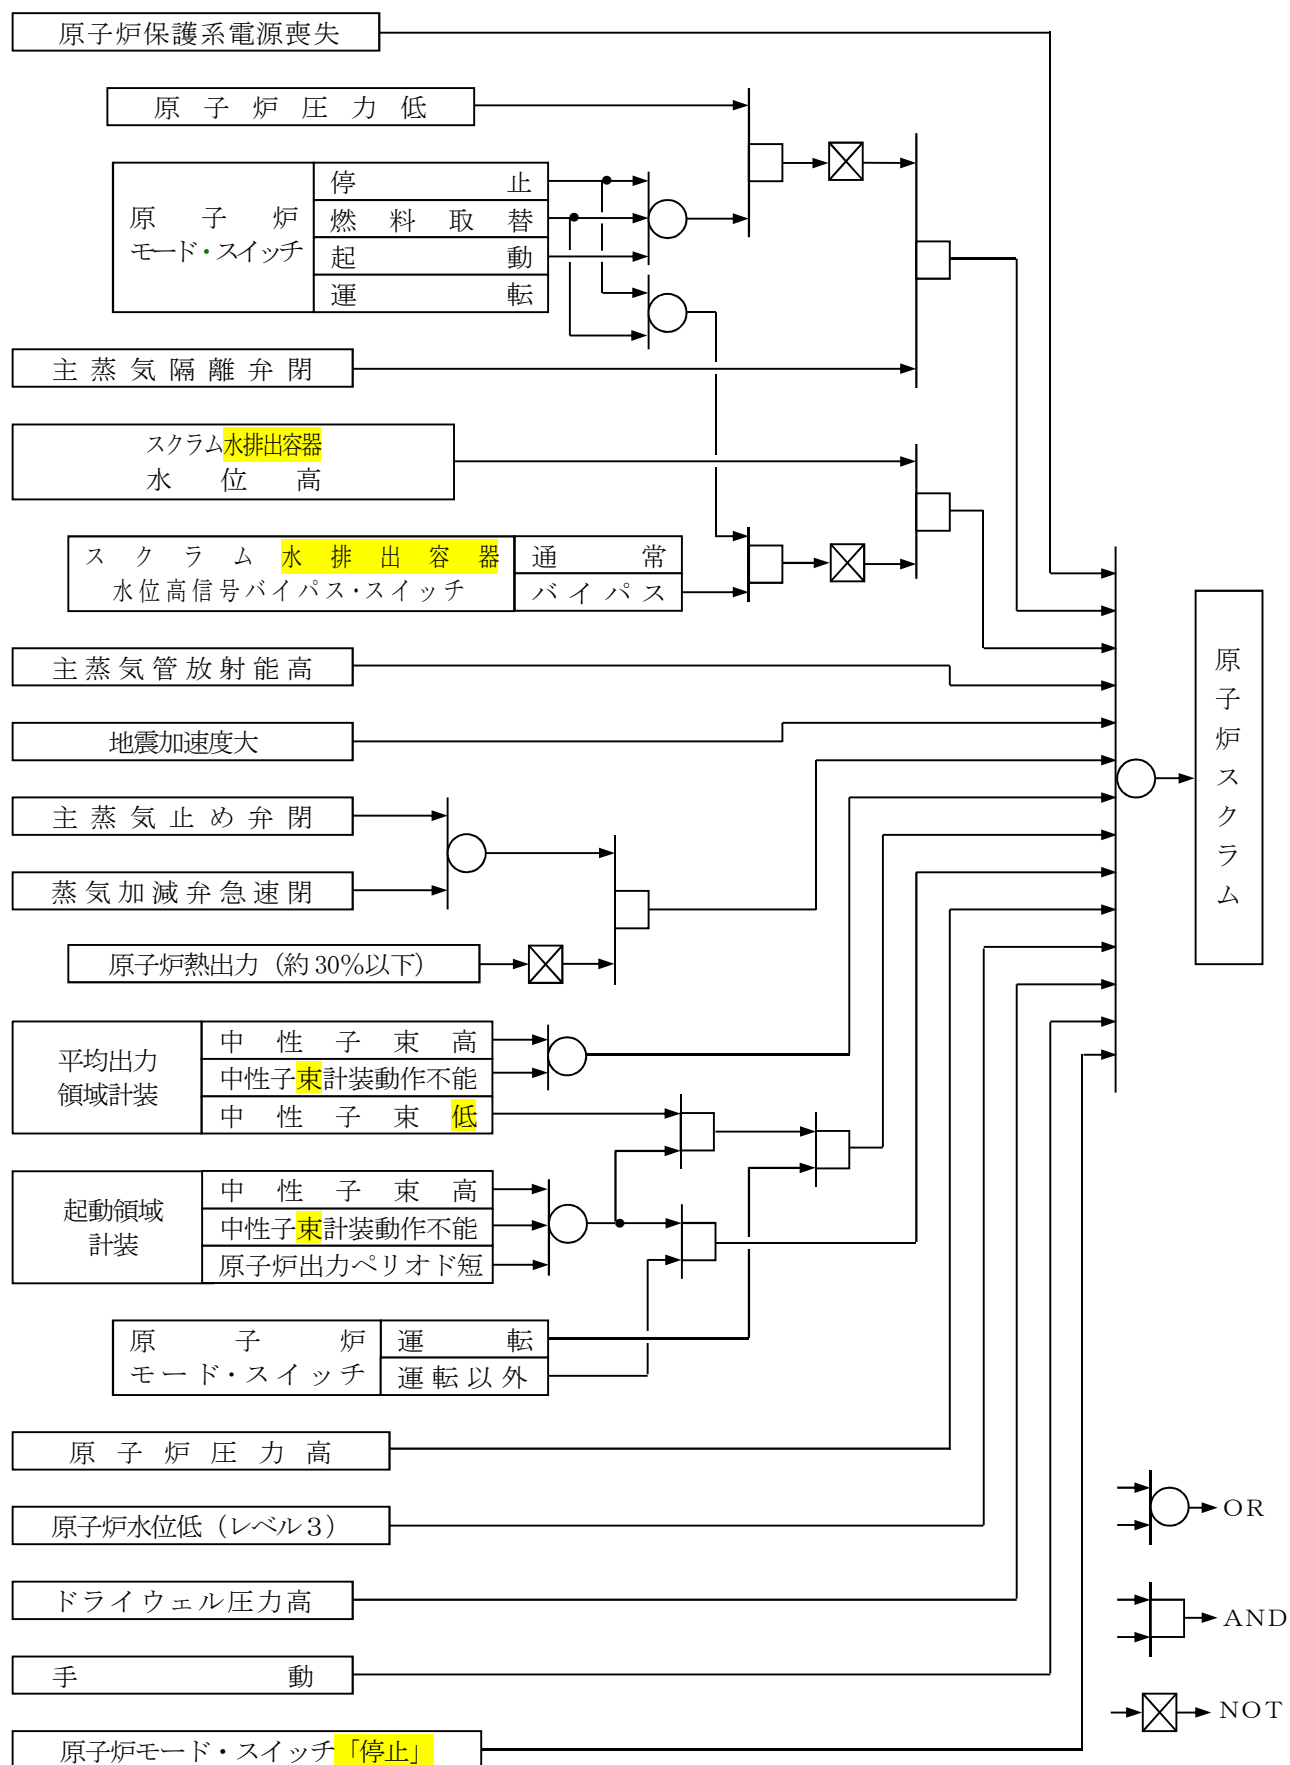 原子炉保護系電源喪失
原子炉圧力低
原子炉
モード・スイッチ
停止
燃料取替
起動
運転
主蒸気隔離弁閉
スクラム水排出容器
水位高
スクラム水排出容器
水位高信号バイパス・スイッチ
通常
バイパス
主蒸気管放射能高
地震加速度大
主蒸気止め弁閉
蒸気加減弁急速閉
原子炉熱出力(約30%以下)
平均出力
領域計装
中性子束高
中性子束計装動作不能
中性子束低
起動領域
計装
中性子束高
中性子束計装動作不能
原子炉出力ペリオド短
原子炉
モード・スイッチ
運転
運転以外
原子炉圧力高
原子炉水位低(レベル3)
ドライウェル圧力高
手動
原子炉モード・スイッチ「停止」
原子炉スクラム
OR
AND
NOT